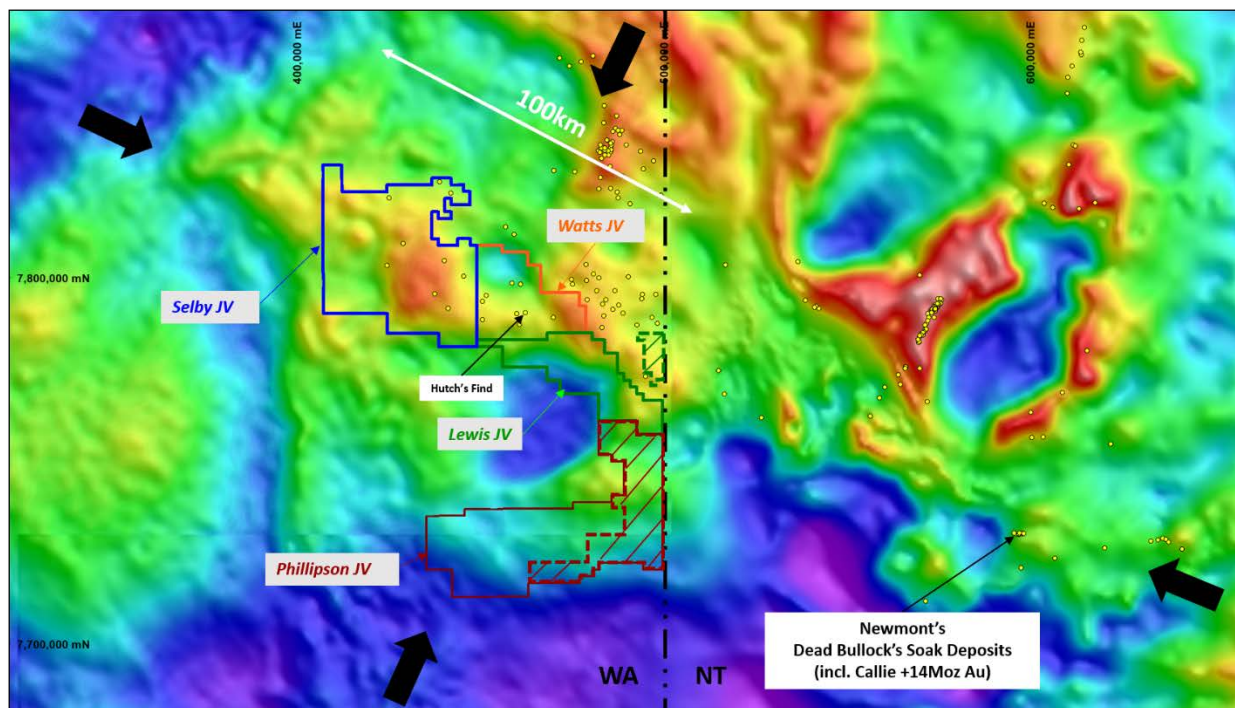 400,000 mE
500,000 mE
600,000 mE
100km
Watts JV
7,800,000 mN
Selby JV
Hutch's Find
Lewis JV
Phillipson JV
7,700,000 mN
WA
NT
Newmont's
Dead Bullock's Soak Deposits
(incl. Callie +14Moz Au)